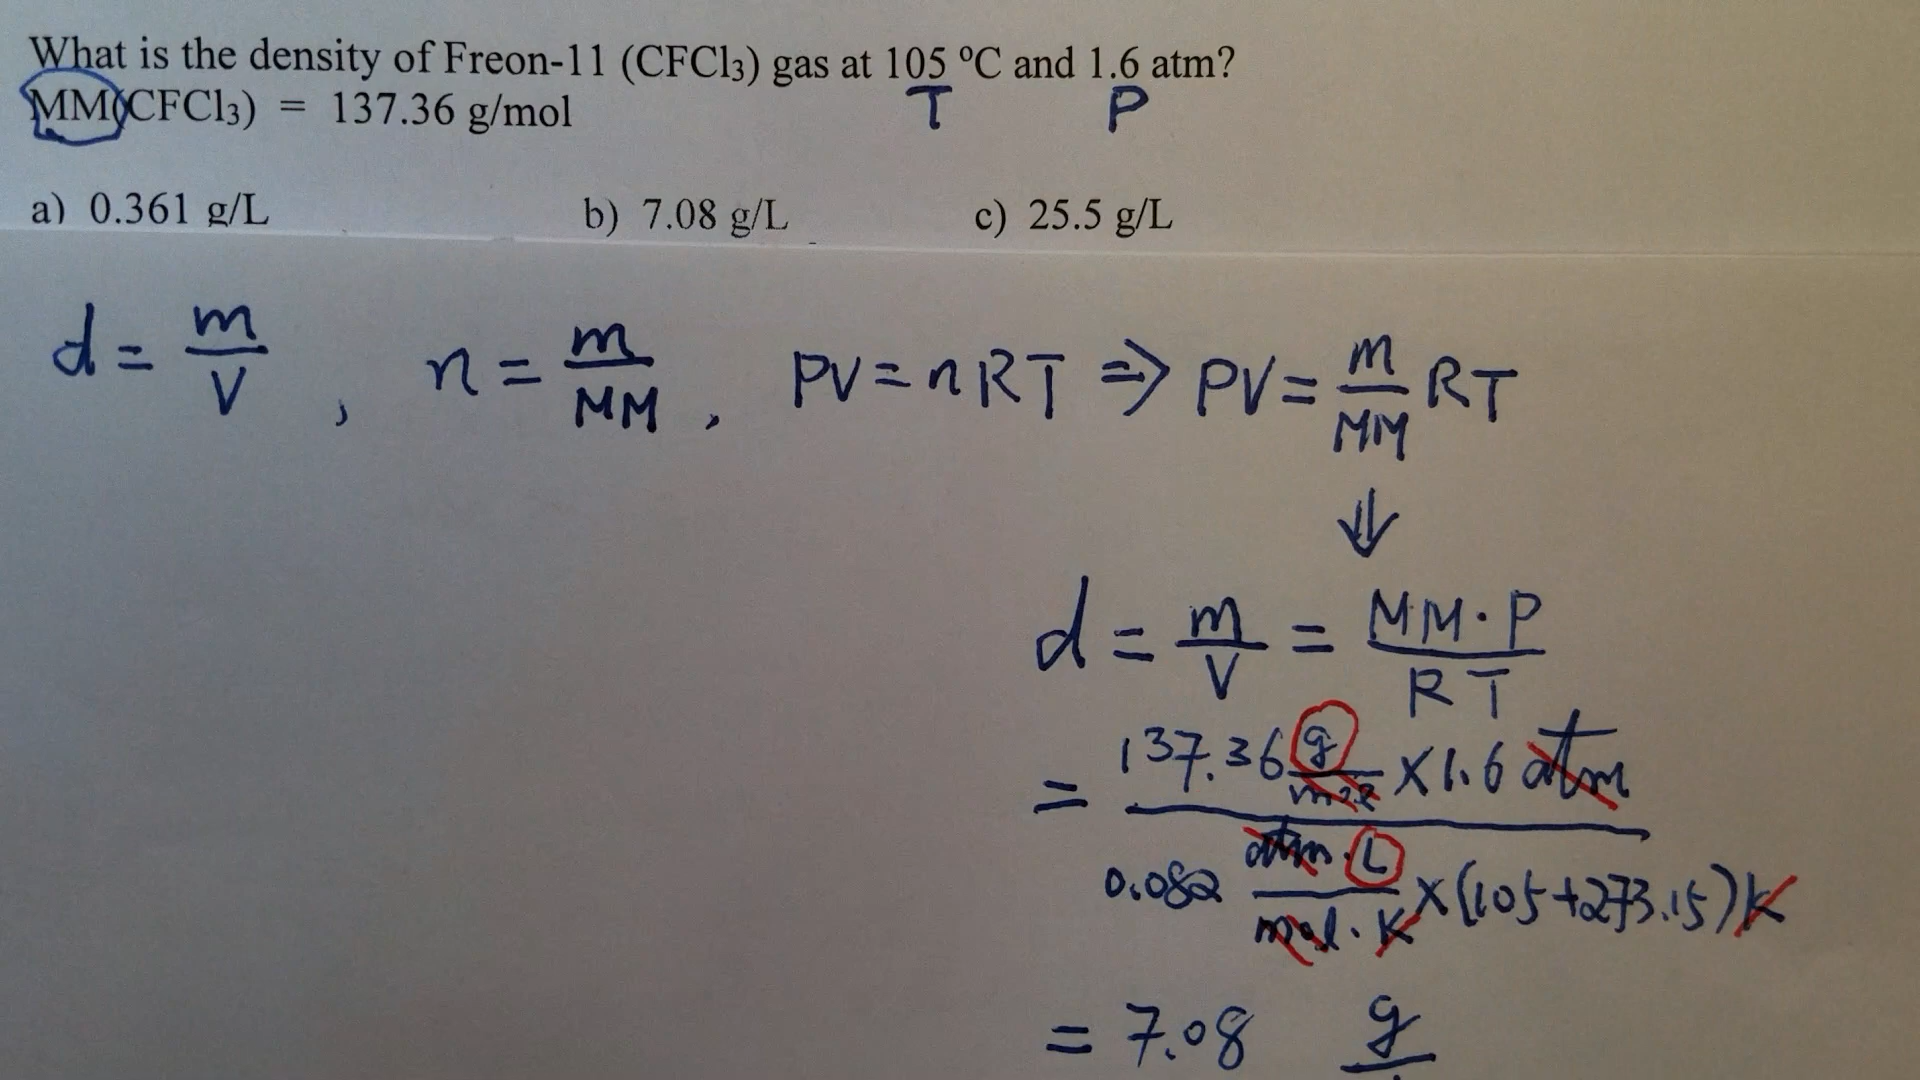 What is the density of Freon-11 (CFCl₃) gas at 105 ºC and 1.6 atm?
MM(CFCl₃) = 137.36 g/mol
T P
a) 0.361 g/L b) 7.08 g/L c) 25.5 g/L
d = m/V , n = m/MM , PV = nRT ⇒ PV = m/MM RT
⇓
d = m/V = MM·P/RT
= 137.36 g/mol × 1.6 atm
0.082 atm·L/mol·K × (105+273.15) K
= 7.08 g